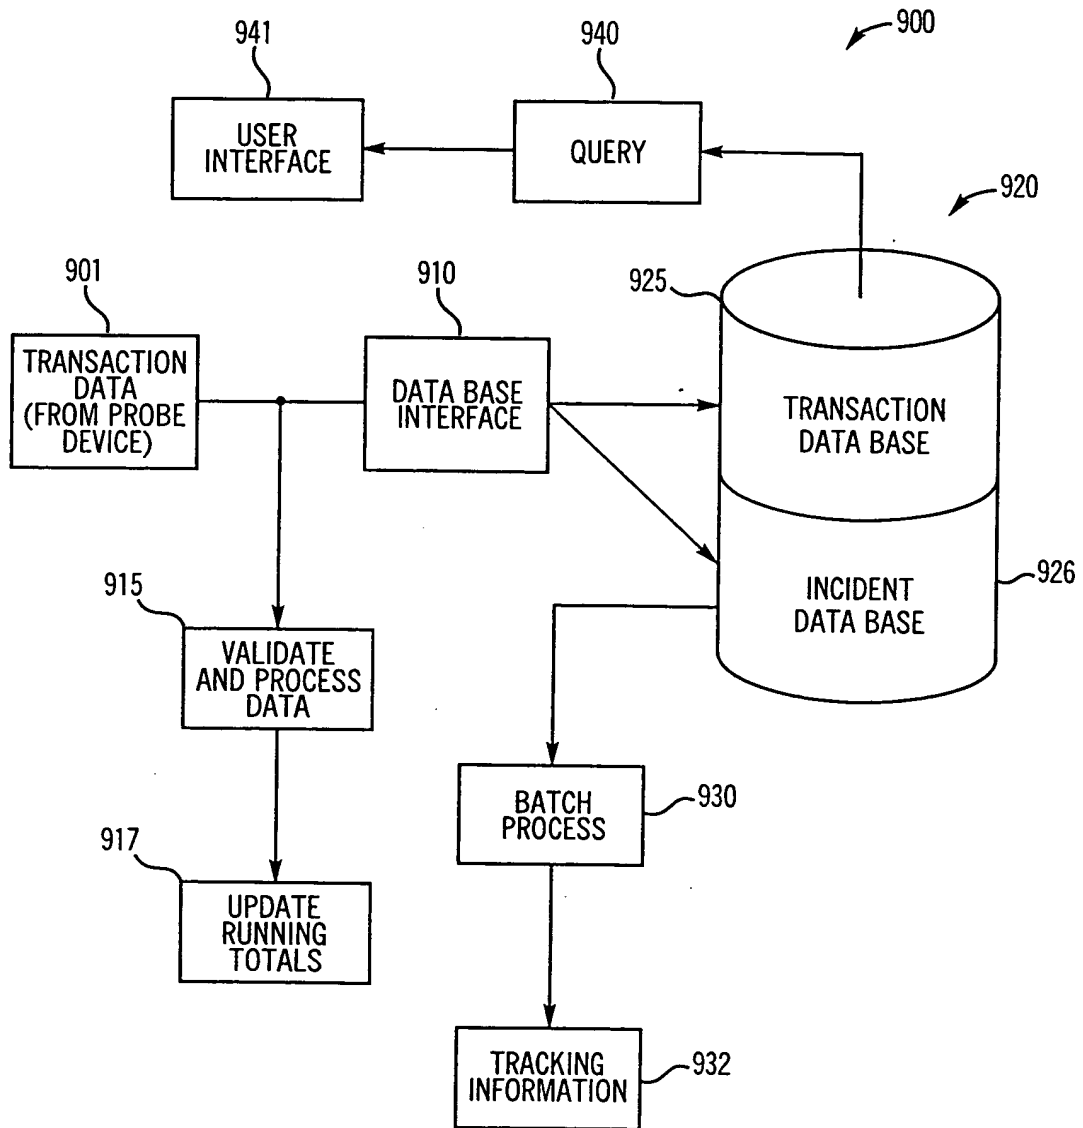 900
941
940
USER
INTERFACE
QUERY
920
901
910
925
TRANSACTION
DATA
(FROM PROBE
DEVICE)
DATA BASE
INTERFACE
TRANSACTION
DATA BASE
915
926
INCIDENT
DATA BASE
VALIDATE
AND PROCESS
DATA
930
BATCH
PROCESS
917
UPDATE
RUNNING
TOTALS
932
TRACKING
INFORMATION